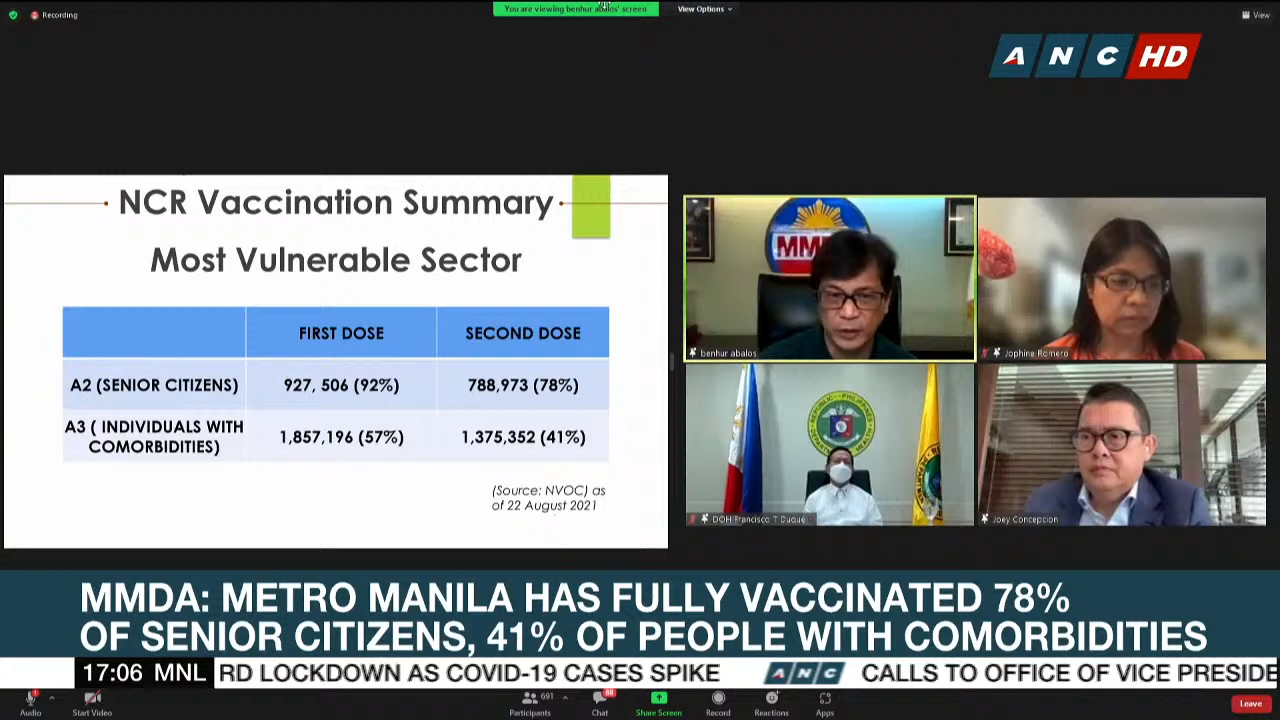 Recording
You are viewing benhur abalos' screen
View Options
View
ANC HD
NCR Vaccination Summary
Most Vulnerable Sector
FIRST DOSE
SECOND DOSE
A2 (SENIOR CITIZENS)
927, 506 (92%)
788,973 (78%)
A3 ( INDIVIDUALS WITH
COMORBIDITIES)
1,857,196 (57%)
1,375,352 (41%)
(Source: NVOC) as
of 22 August 2021
benhur abalos
Jophine Romero
DOH Francisco T Duque
Joey Concepcion
MMDA: METRO MANILA HAS FULLY VACCINATED 78%
OF SENIOR CITIZENS, 41% OF PEOPLE WITH COMORBIDITIES
17:06 MNL
RD LOCKDOWN AS COVID-19 CASES SPIKE
ANC
CALLS TO OFFICE OF VICE PRESIDE
Audio
Start Video
691
Participants
88
Chat
Share Screen
Record
Reactions
Apps
Leave